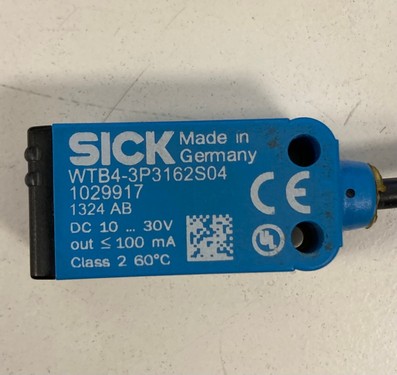 SICK Made in Germany
WTB4-3P3162S04
1029917
1324 AB
DC 10 ... 30V
out ≤ 100 mA
Class 2 60°C
CE
UL